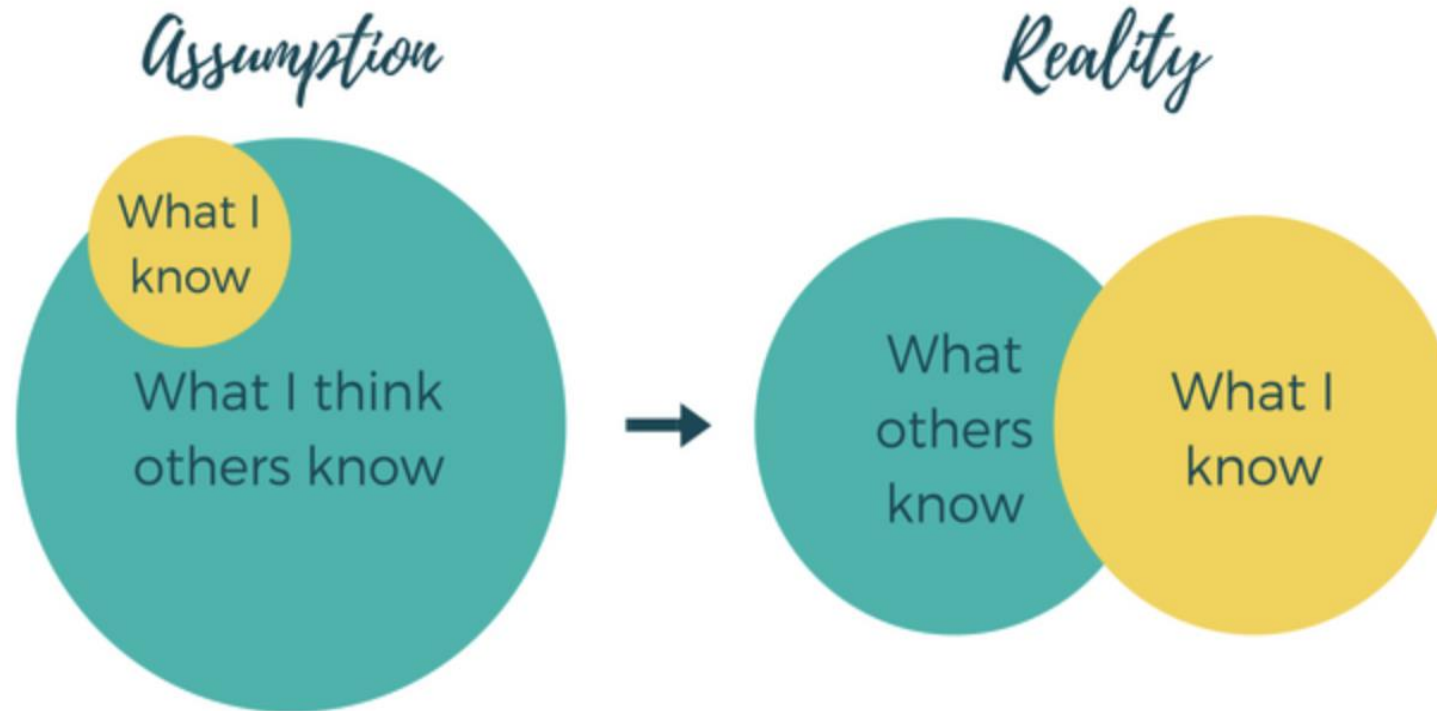 Assumption
What I
know
What I think
others know
Reality
What
others
know
What I
know